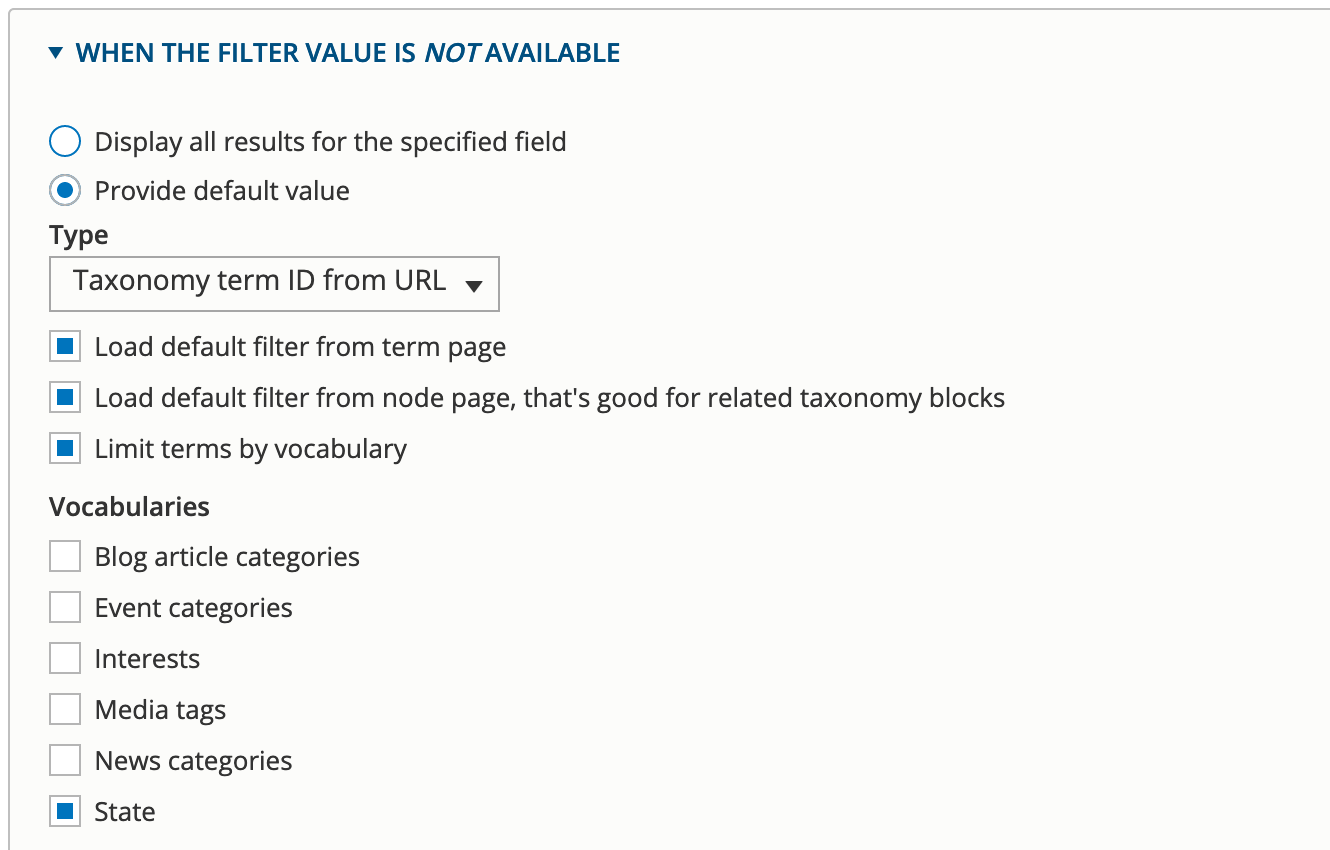 WHEN THE FILTER VALUE IS NOT AVAILABLE
Display all results for the specified field
Provide default value
Type
Taxonomy term ID from URL
Load default filter from term page
Load default filter from node page, that's good for related taxonomy blocks
Limit terms by vocabulary
Vocabularies
Blog article categories
Event categories
Interests
Media tags
News categories
State